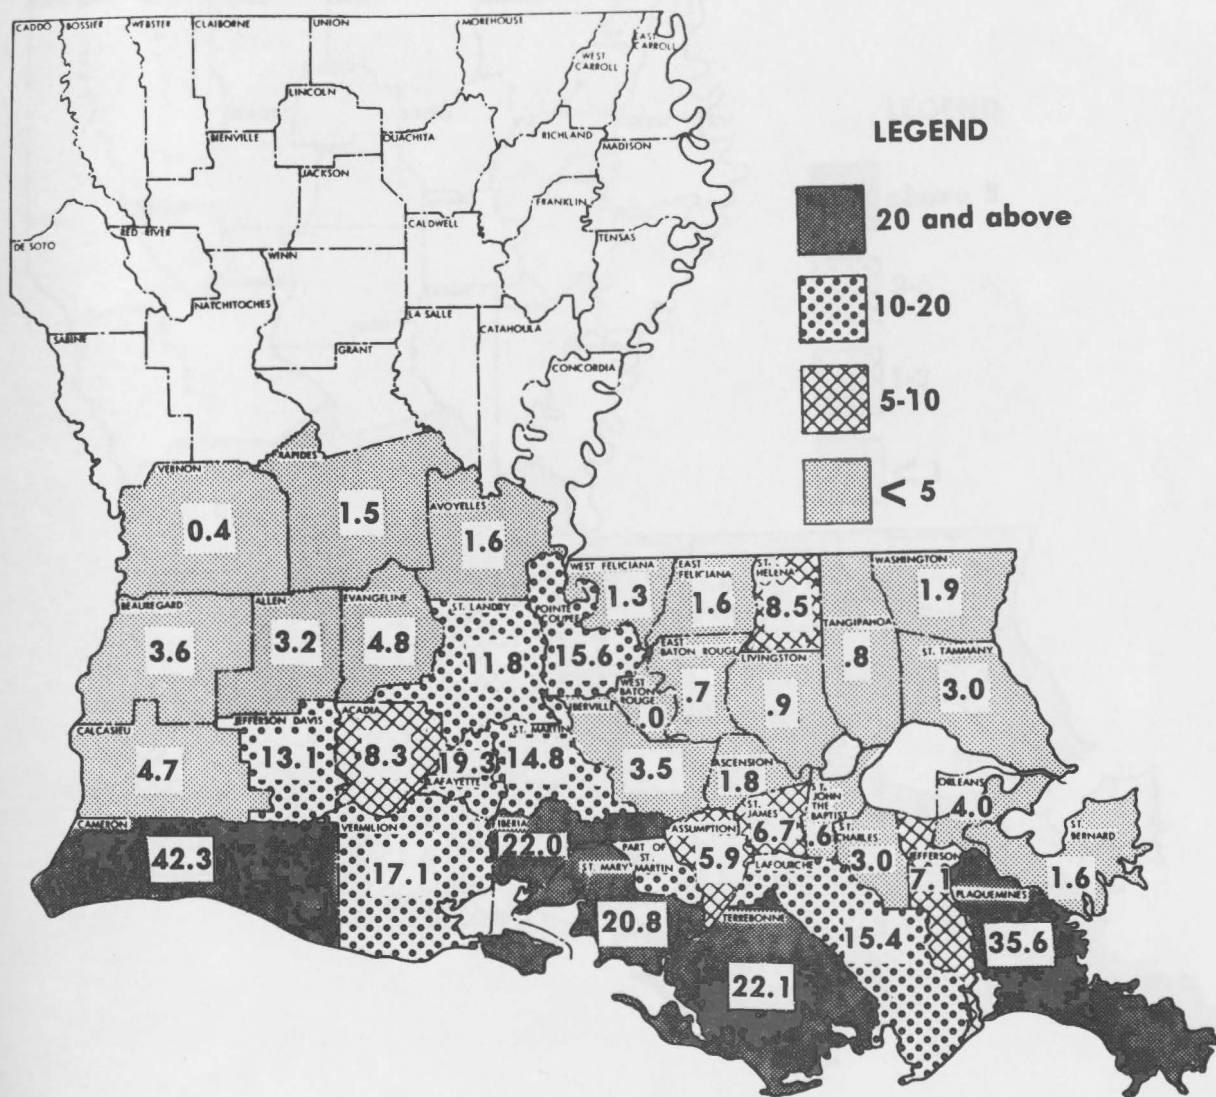 CADDO
BOSSIER
WEBSTER
CLAIBORNE
UNION
MOREHOUSE
WEST
CARROLL
EAST
CARROLL
LINCOLN
BIENVILLE
OUACHITA
RICHLAND
MADISON
JACKSON
FRANKLIN
CALDWELL
TENSAS
DE SOTO
RED RIVER
WINN
NATCHITOCHES
LA SALLE
CATAHOULA
SABINE
GRANT
CONCORDIA
LEGEND
20 and above
10-20
5-10
< 5
VERNON
0.4
RAPIDES
1.5
AVOYELLES
1.6
WEST FELICIANA
1.3
EAST
FELICIANA
1.6
ST.
HELENA
8.5
WASHINGTON
1.9
BEAUREGARD
3.6
ALLEN
3.2
EVANGELINE
4.8
ST. LANDRY
11.8
POINTE
COUPEE
15.6
EAST
BATON ROUGE
.7
LIVINGSTON
.9
TANGIPAHOA
.8
ST. TAMMANY
3.0
WEST
BATON
ROUGE
.0
CALCASIEU
4.7
JEFFERSON DAVIS
13.1
ACADIA
8.3
LAFAYETTE
19.3
ST. MARTIN
14.8
IBERVILLE
3.5
ASCENSION
1.8
ST.
JAMES
6.7
ST.
JOHN
THE
BAPTIST
.6
ST.
CHARLES
3.0
ORLEANS
4.0
ST.
BERNARD
1.6
CAMERON
42.3
VERMILION
17.1
IBERIA
22.0
ST. MARY
20.8
PART OF
ST.
MARTIN
ASSUMPTION
5.9
LAFOURCHE
15.4
JEFFERSON
7.1
PLAQUEMINES
35.6
TERREBONNE
22.1